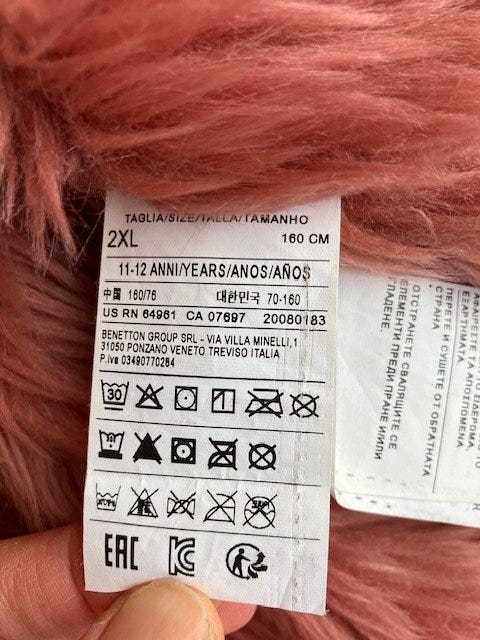 TAGLIA/SIZE/TALLA/TAMANHO
2XL 160 CM
11-12 ANNI/YEARS/ANOS/AÑOS
中国 160/76 대한민국 70-160
US RN 64961 CA 07697 20080183
BENETTON GROUP SRL - VIA VILLA MINELLI,1
31050 PONZANO VENETO TREVISO ITALIA
P.iva 03490770264
30
EAC
ПЕРЕТЕ И СУШЕТЕ ОТ ОБРАТНАТА
СТРАНА
ОТСТРАНЕТЕ СВАЛЯЩИТЕ СЕ
ЕЛЕМЕНТИ ПРЕДИ ПРАНЕ И/ИЛИ
ГЛАДЕНЕ.